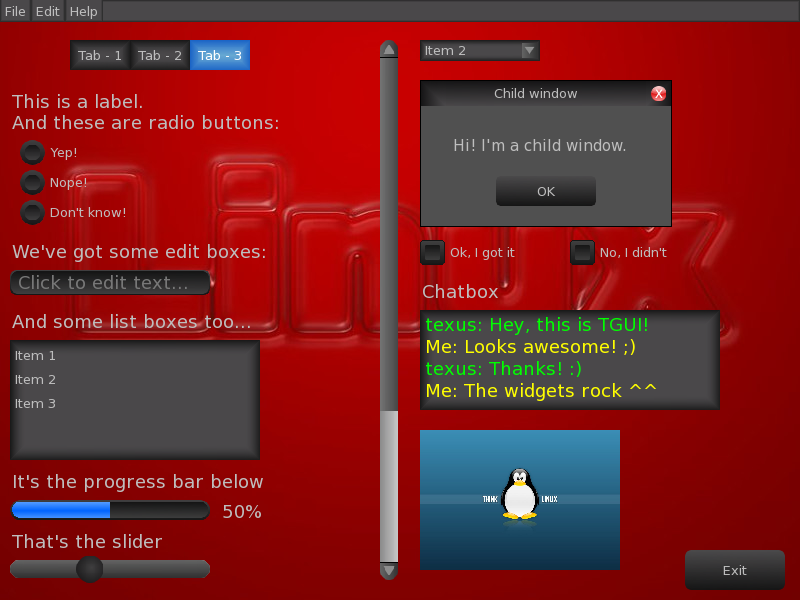 File Edit Help
Tab - 1 Tab - 2 Tab - 3
This is a label.
And these are radio buttons:
Yep!
Nope!
Don't know!
We've got some edit boxes:
Click to edit text...
And some list boxes too...
Item 1
Item 2
Item 3
It's the progress bar below
50%
That's the slider
Item 2
Child window
X
Hi! I'm a child window.
OK
Ok, I got it
No, I didn't
Chatbox
texus: Hey, this is TGUI!
Me: Looks awesome! ;)
texus: Thanks! :)
Me: The widgets rock ^^
THINK LINUX
Exit
Linux